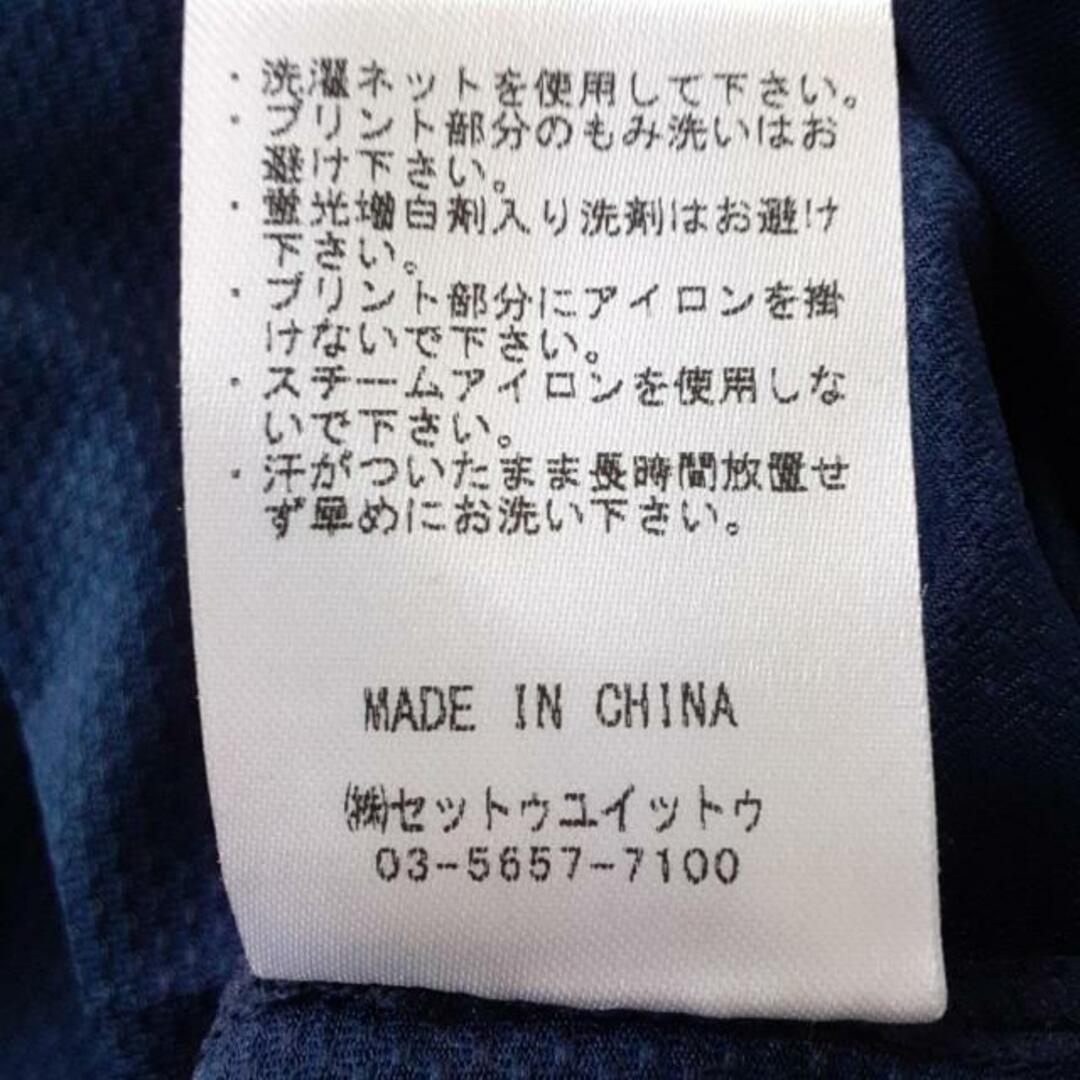 ・洗濯ネットを使用して下さい。
・プリント部分のもみ洗いはお
避け下さい。
・蛍光増白剤入り洗剤はお避け
下さい。
・プリント部分にアイロンを掛
けないで下さい。
・スチームアイロンを使用しな
いで下さい。
・汗がついたまま長時間放置せ
ず早めにお洗い下さい。
MADE IN CHINA
㈱セットゥユイットゥ
03-5657-7100